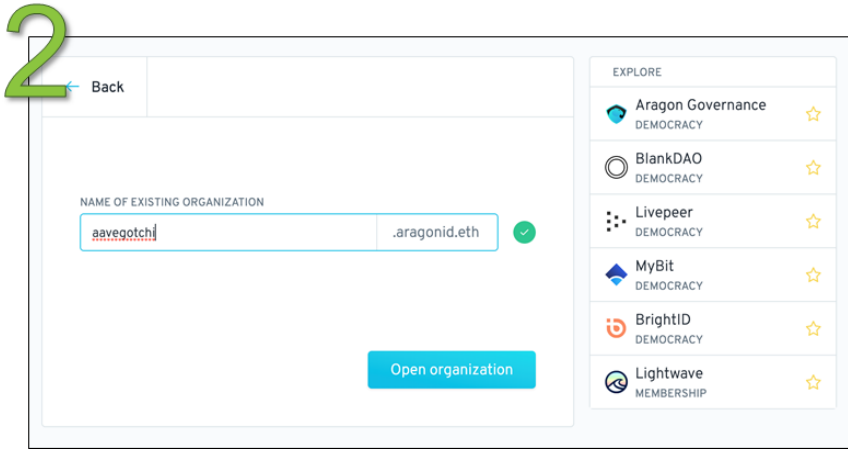 2
Back
NAME OF EXISTING ORGANIZATION
aavegotchi
.aragonid.eth
Open organization
EXPLORE
Aragon Governance
DEMOCRACY
BlankDAO
DEMOCRACY
Livepeer
DEMOCRACY
MyBit
DEMOCRACY
BrightID
DEMOCRACY
Lightwave
MEMBERSHIP